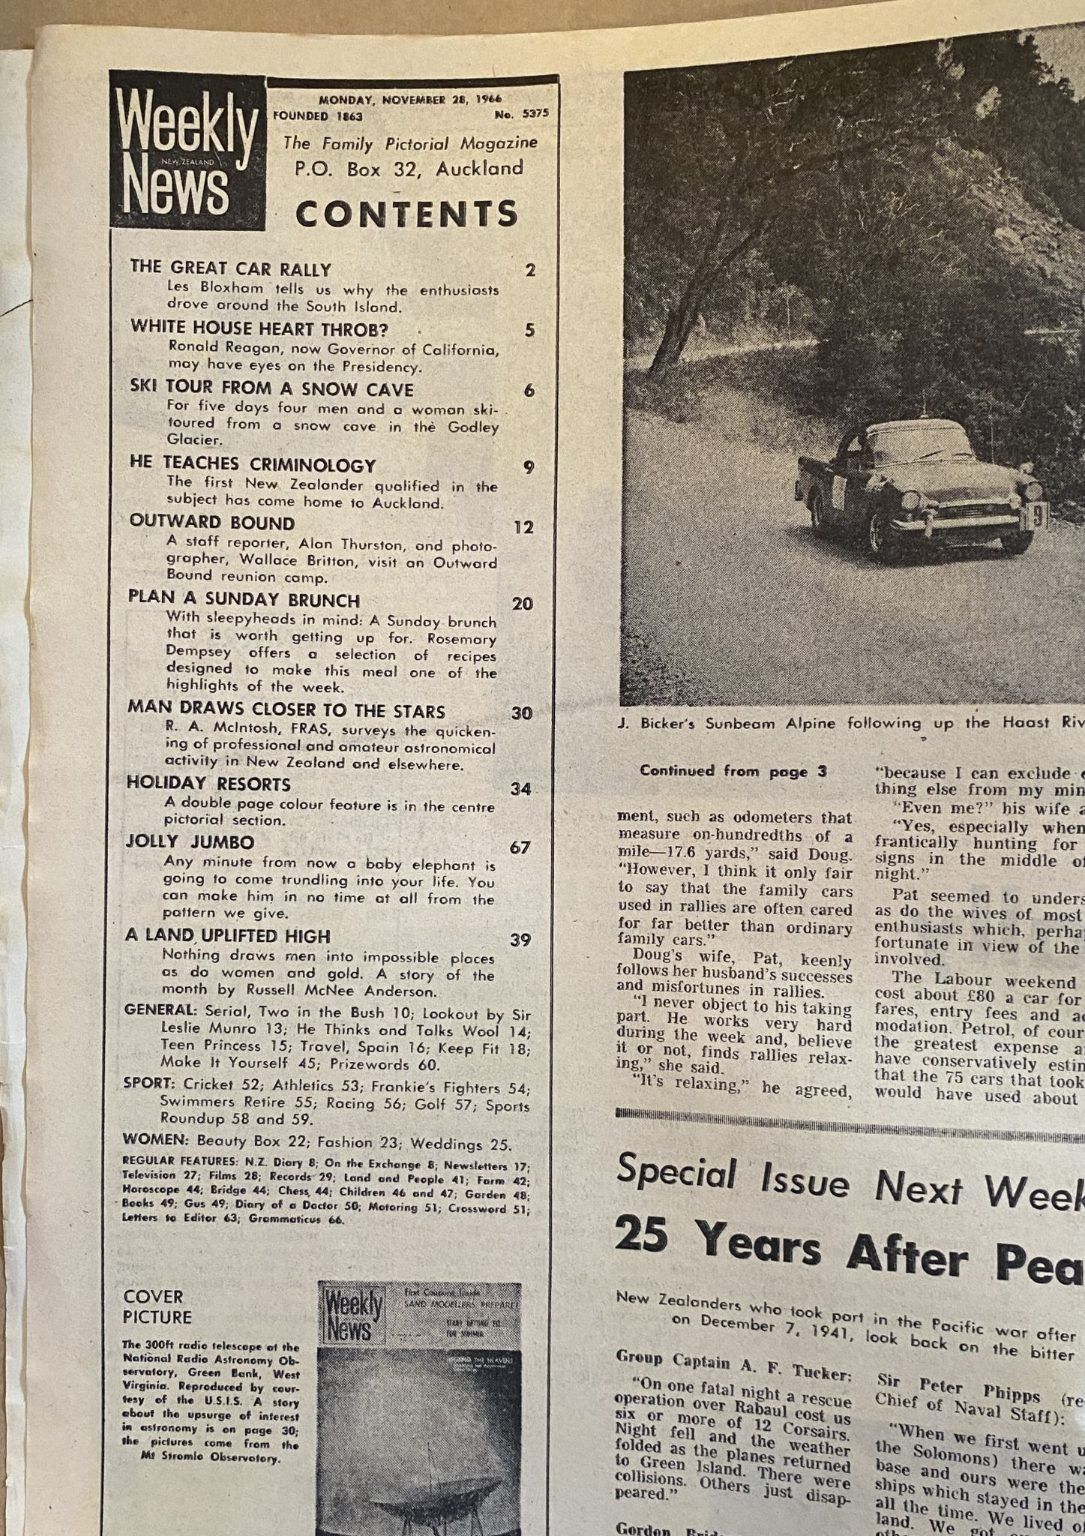 Weekly
NEW ZEALAND
News
MONDAY, NOVEMBER 28, 1966
FOUNDED 1863 No. 5375
The Family Pictorial Magazine
P.O. Box 32, Auckland
CONTENTS
THE GREAT CAR RALLY 2
Les Bloxham tells us why the enthusiasts
drove around the South Island.
WHITE HOUSE HEART THROB? 5
Ronald Reagan, now Governor of California,
may have eyes on the Presidency.
SKI TOUR FROM A SNOW CAVE 6
For five days four men and a woman ski-
toured from a snow cave in the Godley
Glacier.
HE TEACHES CRIMINOLOGY 9
The first New Zealander qualified in the
subject has come home to Auckland.
OUTWARD BOUND 12
A staff reporter, Alan Thurston, and photo-
grapher, Wallace Britton, visit an Outward
Bound reunion camp.
PLAN A SUNDAY BRUNCH 20
With sleepyheads in mind: A Sunday brunch
that is worth getting up for. Rosemary
Dempsey offers a selection of recipes
designed to make this meal one of the
highlights of the week.
MAN DRAWS CLOSER TO THE STARS 30
R. A. McIntosh, FRAS, surveys the quicken-
ing of professional and amateur astronomical
activity in New Zealand and elsewhere.
HOLIDAY RESORTS 34
A double page colour feature is in the centre
pictorial section.
JOLLY JUMBO 67
Any minute from now a baby elephant is
going to come trundling into your life. You
can make him in no time at all from the
pattern we give.
A LAND UPLIFTED HIGH 39
Nothing draws men into impossible places
as do women and gold. A story of the
month by Russell McNee Anderson.
GENERAL: Serial, Two in the Bush 10; Lookout by Sir
Leslie Munro 13; He Thinks and Talks Wool 14;
Teen Princess 15; Travel, Spain 16; Keep Fit 18;
Make It Yourself 45; Prizewords 60.
SPORT: Cricket 52; Athletics 53; Frankie's Fighters 54;
Swimmers Retire 55; Racing 56; Golf 57; Sports
Roundup 58 and 59.
WOMEN: Beauty Box 22; Fashion 23; Weddings 25.
REGULAR FEATURES: N.Z. Diary 8; On the Exchange 8; Newsletters 17;
Television 27; Films 28; Records 29; Land and People 41; Farm 42;
Horoscope 44; Bridge 44; Chess 44; Children 46 and 47; Garden 48;
Books 49; Gus 49; Diary of a Doctor 50; Motoring 51; Crossword 51;
Letters to Editor 63; Grammaticus 66.
COVER
PICTURE
The 300ft radio telescope at the
National Radio Astronomy Ob-
servatory, Green Bank, West
Virginia. Reproduced by cour-
tesy of the U.S.I.S. A story
about the upsurge of interest
in astronomy is on page 30;
the pictures come from the
Mt Stromlo Observatory.
Weekly
News
SAND MODELLERS PREPARE!
J. Bicker's Sunbeam Alpine following up the Haast Riv
Continued from page 3
ment, such as odometers that
measure on-hundredths of a
mile—17.6 yards," said Doug.
"However, I think it only fair
to say that the family cars
used in rallies are often cared
for far better than ordinary
family cars."
Doug's wife, Pat, keenly
follows her husband's successes
and misfortunes in rallies.
"I never object to his taking
part. He works very hard
during the week and, believe
it or not, finds rallies relax-
ing," she said.
"It's relaxing," he agreed,
"because I can exclude e
thing else from my min
"Even me?" his wife a
"Yes, especially when
frantically hunting for
signs in the middle of
night."
Pat seemed to unders
as do the wives of most
enthusiasts which, perha
fortunate in view of the
involved.
The Labour weekend
cost about £80 a car for
fares, entry fees and ac
modation. Petrol, of cour
the greatest expense a
have conservatively estim
that the 75 cars that took
would have used about
Special Issue Next Week
25 Years After Pea
New Zealanders who took part in the Pacific war after
on December 7, 1941, look back on the bitter
Group Captain A. F. Tucker:
"On one fatal night a rescue
operation over Rabaul cost us
six or more of 12 Corsairs.
Night fell and the weather
folded as the planes returned
to Green Island. There were
collisions. Others just disap-
peared."
Gordon
Sir Peter Phipps (re
Chief of Naval Staff):
"When we first went u
the Solomons) there wa
base and ours were the
ships which stayed in the
all the time. We lived of
land. We got